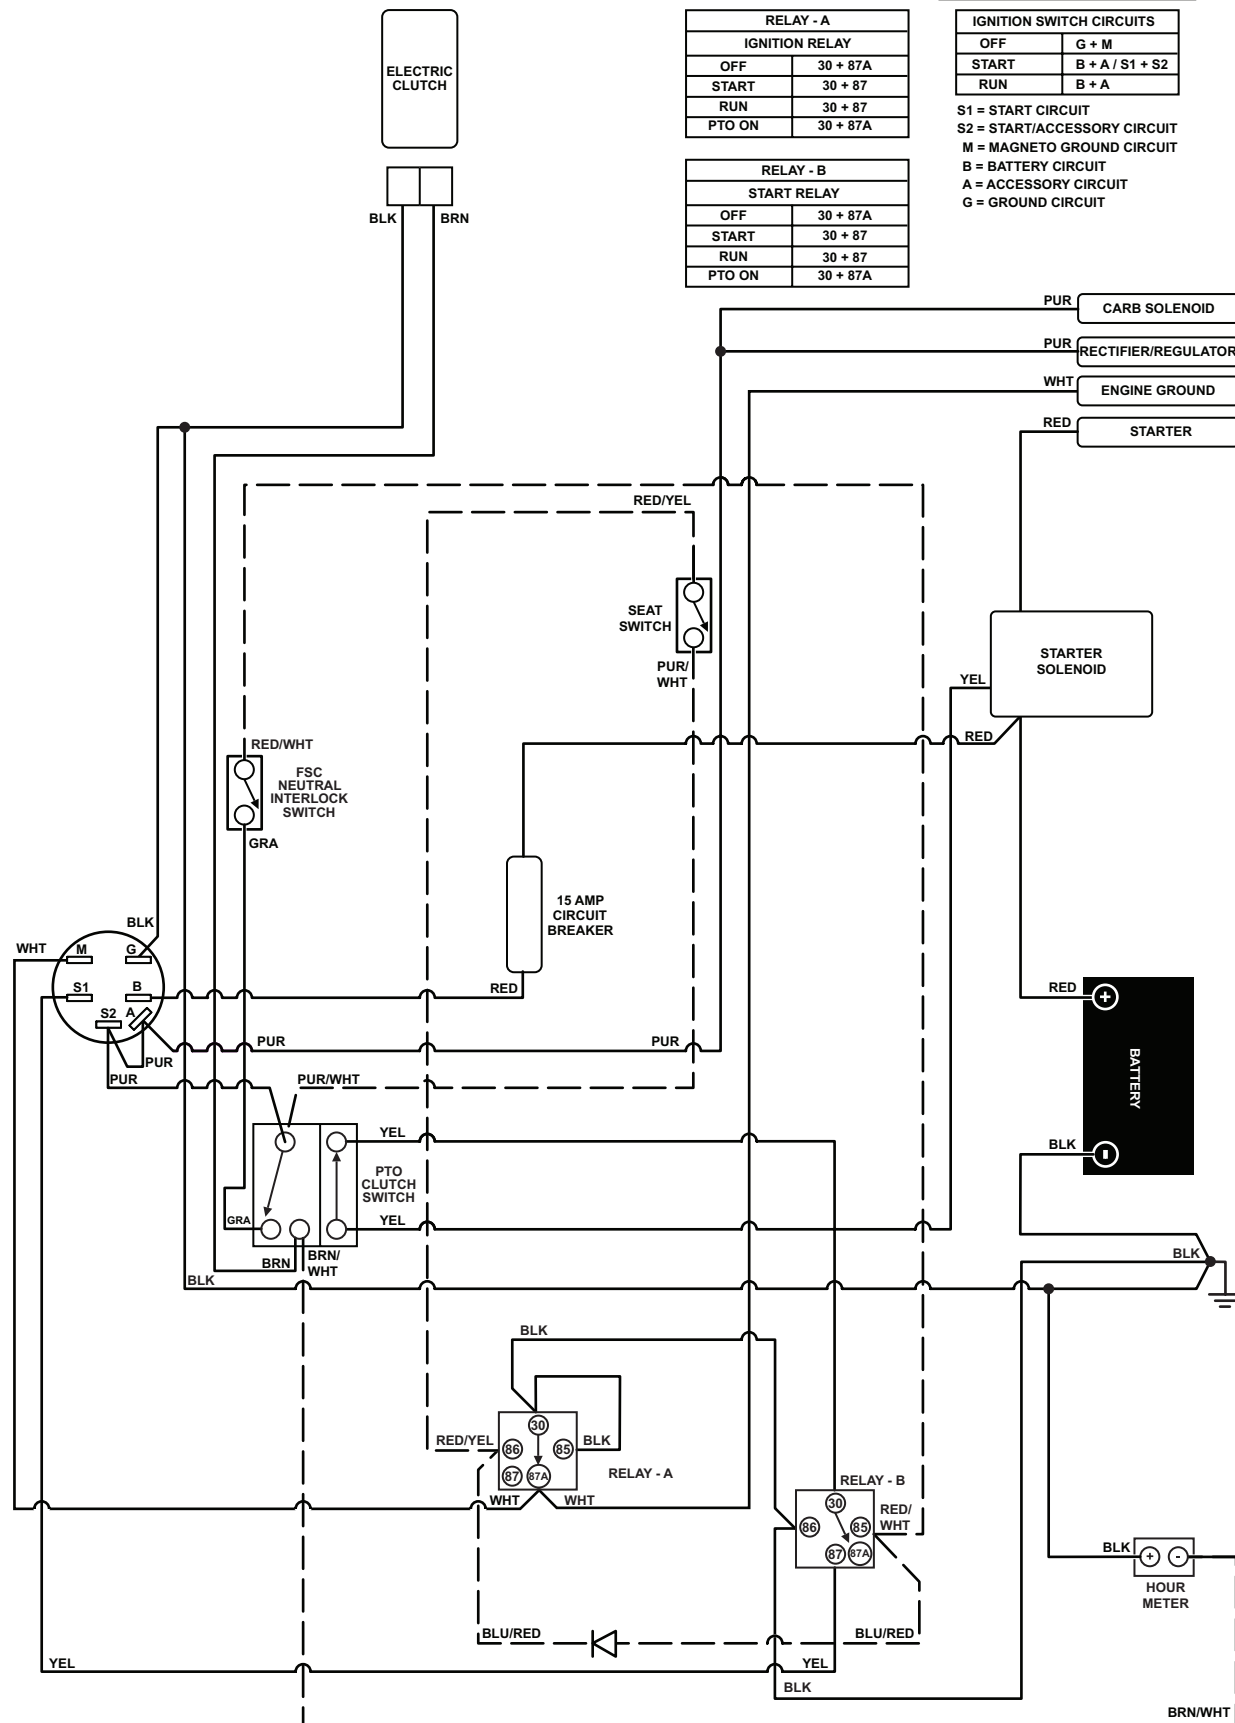 ELECTRIC
CLUTCH
BLK
BRN
RELAY - A
IGNITION RELAY
OFF 30 + 87A
START 30 + 87
RUN 30 + 87
PTO ON 30 + 87A
RELAY - B
START RELAY
OFF 30 + 87A
START 30 + 87
RUN 30 + 87
PTO ON 30 + 87A
IGNITION SWITCH CIRCUITS
OFF G + M
START B + A / S1 + S2
RUN B + A
S1 = START CIRCUIT
S2 = START/ACCESSORY CIRCUIT
M = MAGNETO GROUND CIRCUIT
B = BATTERY CIRCUIT
A = ACCESSORY CIRCUIT
G = GROUND CIRCUIT
PUR
CARB SOLENOID
PUR
RECTIFIER/REGULATOR
WHT
ENGINE GROUND
RED
STARTER
RED/YEL
SEAT
SWITCH
PUR/
WHT
STARTER
SOLENOID
YEL
RED
RED/WHT
FSC
NEUTRAL
INTERLOCK
SWITCH
GRA
15 AMP
CIRCUIT
BREAKER
BLK
WHT
M
G
S1
B
S2
A
RED
RED
+
BATTERY
-
BLK
PUR
PUR
PUR
PUR
PUR/WHT
YEL
PTO
CLUTCH
SWITCH
YEL
GRA
BRN
BRN/
WHT
BLK
BLK
BLK
30
86
85
87
87A
RED/YEL
BLK
RELAY - A
WHT
WHT
RELAY - B
30
86
85
87
87A
RED/
WHT
BLK
+
-
HOUR
METER
BLU/RED
BLU/RED
YEL
YEL
BLK
BRN/WHT